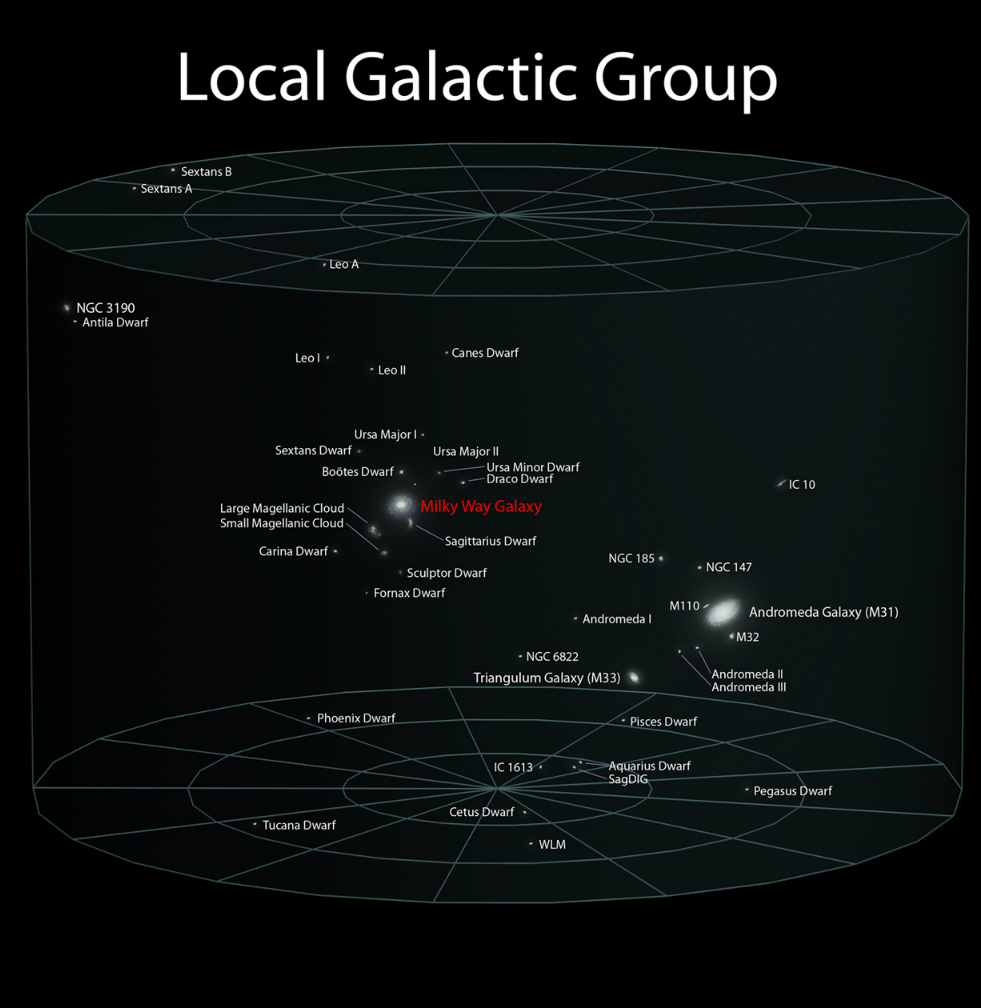 Local Galactic Group
Sextans B
Sextans A
Leo A
NGC 3190
Antila Dwarf
Canes Dwarf
Leo I
Leo II
Ursa Major I
Sextans Dwarf
Ursa Major II
Boötes Dwarf
Ursa Minor Dwarf
Draco Dwarf
IC 10
Large Magellanic Cloud
Milky Way Galaxy
Small Magellanic Cloud
Sagittarius Dwarf
Carina Dwarf
NGC 185
NGC 147
Sculptor Dwarf
Fornax Dwarf
M110
Andromeda Galaxy (M31)
Andromeda I
M32
NGC 6822
Andromeda II
Triangulum Galaxy (M33)
Andromeda III
Phoenix Dwarf
Pisces Dwarf
IC 1613
Aquarius Dwarf
SagDIG
Pegasus Dwarf
Cetus Dwarf
Tucana Dwarf
WLM